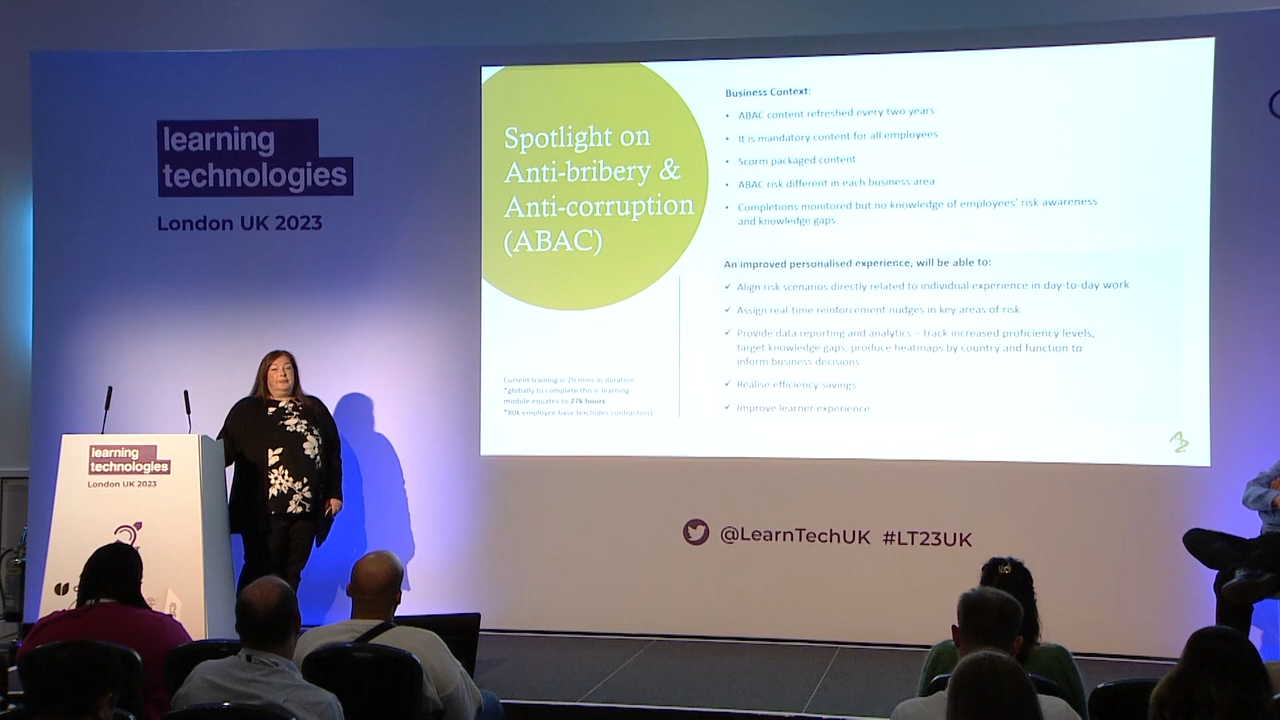 learning
technologies
London UK 2023
Spotlight on
Anti-bribery &
Anti-corruption
(ABAC)
Current training is 20 mins in duration
*globally to complete this e-learning
module equates to 27k hours
*80k employee base (excludes contractors)
Business Context:
• ABAC content refreshed every two years
• It is mandatory content for all employees
• Scorm packaged content
• ABAC risk different in each business area
• Completions monitored but no knowledge of employees' risk awareness
and knowledge gaps
An improved personalised experience, will be able to:
✓ Align risk scenarios directly related to individual experience in day-to-day work
✓ Assign real-time reinforcement nudges in key areas of risk
✓ Provide data reporting and analytics – track increased proficiency levels,
target knowledge gaps, produce heatmaps by country and function to
inform business decisions
✓ Realise efficiency savings
✓ Improve learner experience
@LearnTechUK #LT23UK
learning
technologies
London UK 2023